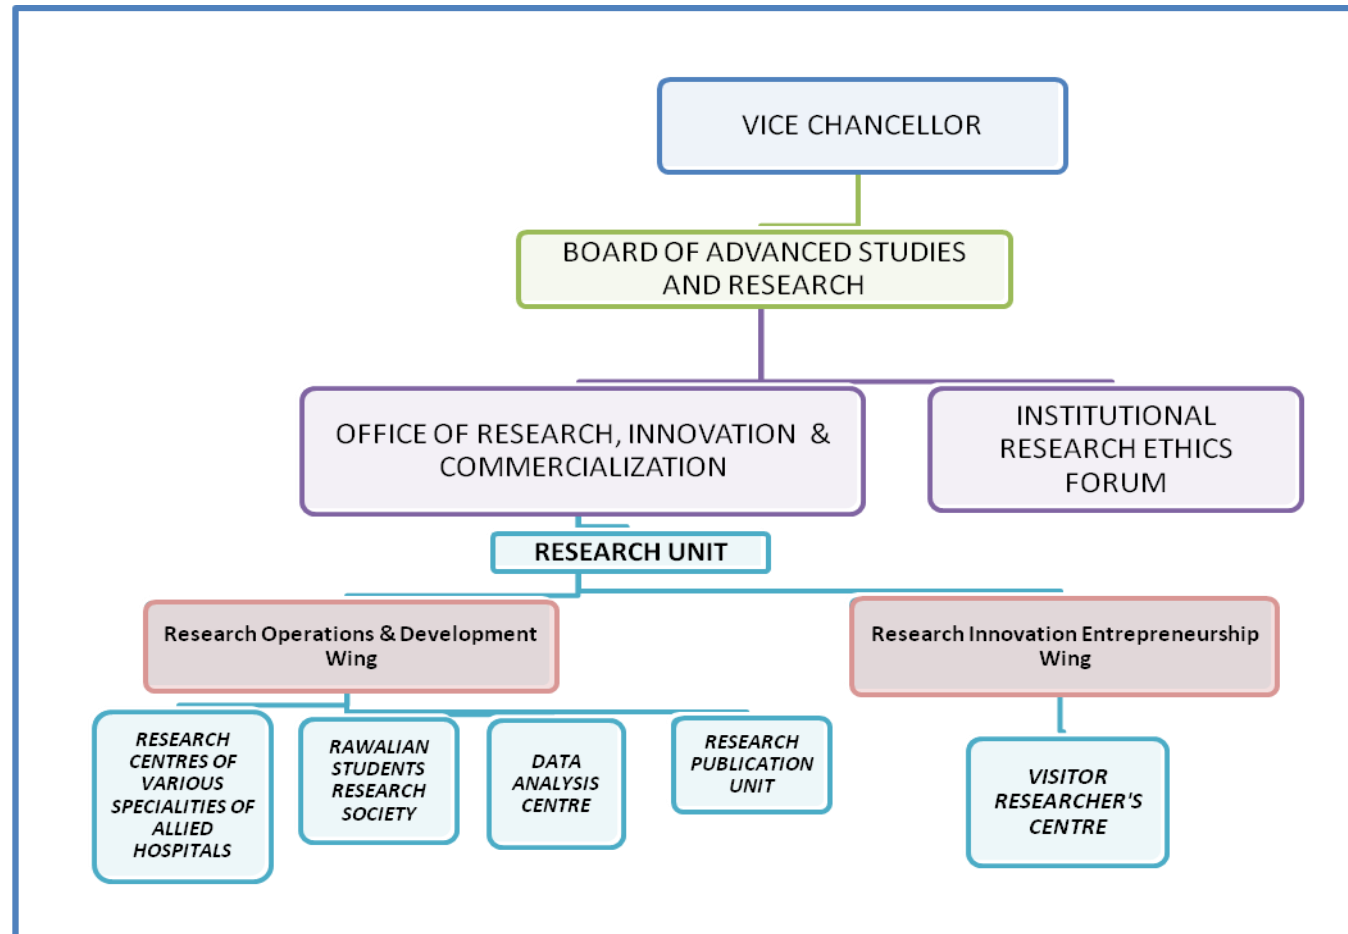 VICE CHANCELLOR
BOARD OF ADVANCED STUDIES
AND RESEARCH
OFFICE OF RESEARCH, INNOVATION &
COMMERCIALIZATION
INSTITUTIONAL
RESEARCH ETHICS
FORUM
RESEARCH UNIT
Research Operations & Development
Wing
Research Innovation Entrepreneurship
Wing
RESEARCH
CENTRES OF
VARIOUS
SPECIALITIES OF
ALLIED
HOSPITALS
RAWALIAN
STUDENTS
RESEARCH
SOCIETY
DATA
ANALYSIS
CENTRE
RESEARCH
PUBLICATION
UNIT
VISITOR
RESEARCHER'S
CENTRE